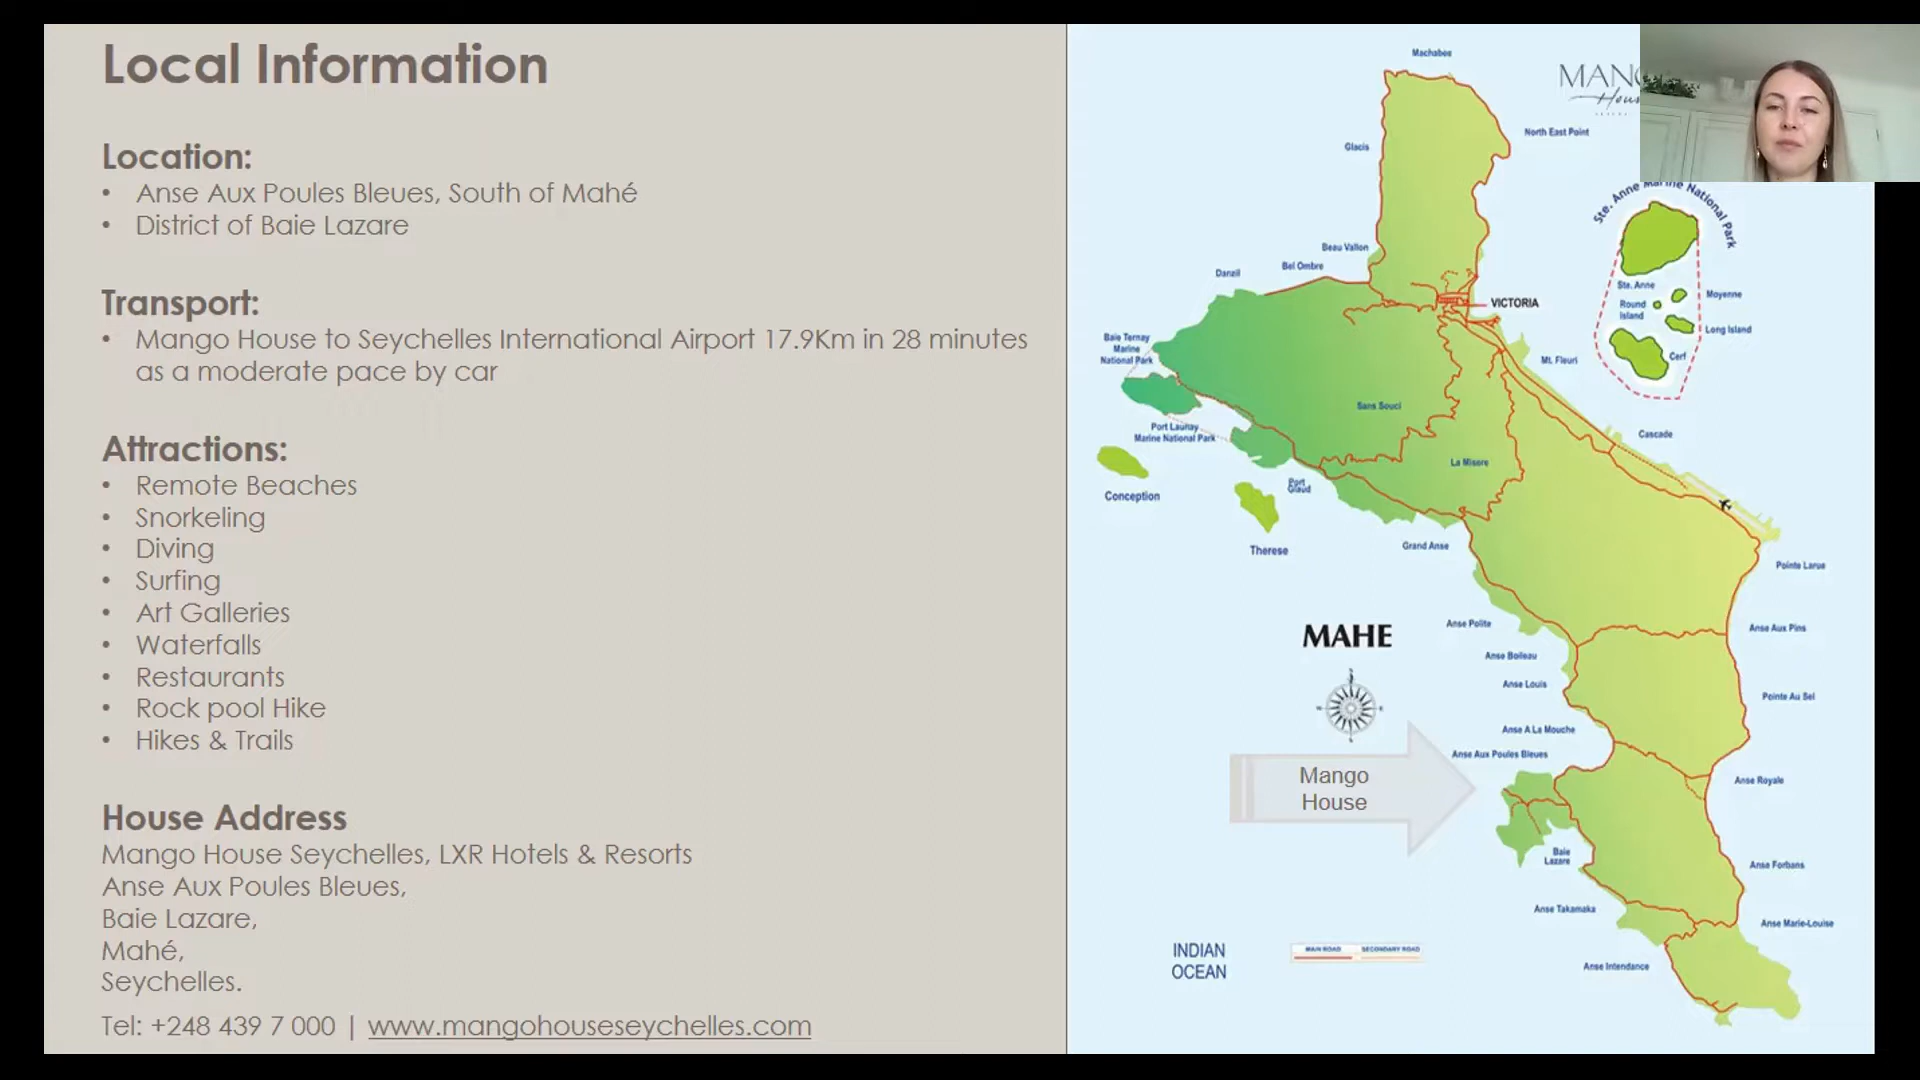 Local Information
Location:
• Anse Aux Poules Bleues, South of Mahé
• District of Baie Lazare
Transport:
• Mango House to Seychelles International Airport 17.9Km in 28 minutes
as a moderate pace by car
Attractions:
• Remote Beaches
• Snorkeling
• Diving
• Surfing
• Art Galleries
• Waterfalls
• Restaurants
• Rock pool Hike
• Hikes & Trails
House Address
Mango House Seychelles, LXR Hotels & Resorts
Anse Aux Poules Bleues,
Baie Lazare,
Mahé,
Seychelles.
Tel: +248 439 7 000 | www.mangohouseseychelles.com
Machabee
North East Point
Glacis
Ste. Anne Marine National Park
Beau Vallon
Bel Ombre
Danzil
VICTORIA
Ste. Anne
Moyenne
Round
Island
Long Island
Cerf
Baie Ternay
Marine
National Park
Mt. Fleuri
Sans Souci
Port Launay
Marine National Park
Cascade
La Misere
Conception
Port
Glaud
Therese
Grand Anse
Pointe Larue
MAHE
Anse Polite
Anse Aux Pins
Anse Boileau
Anse Louis
Pointe Au Sel
Anse A La Mouche
Anse Aux Poules Bleues
Mango
House
Anse Royale
Baie
Lazare
Anse Forbans
Anse Takamaka
Anse Marie-Louise
INDIAN
OCEAN
MAIN ROAD
SECONDARY ROAD
Anse Intendance